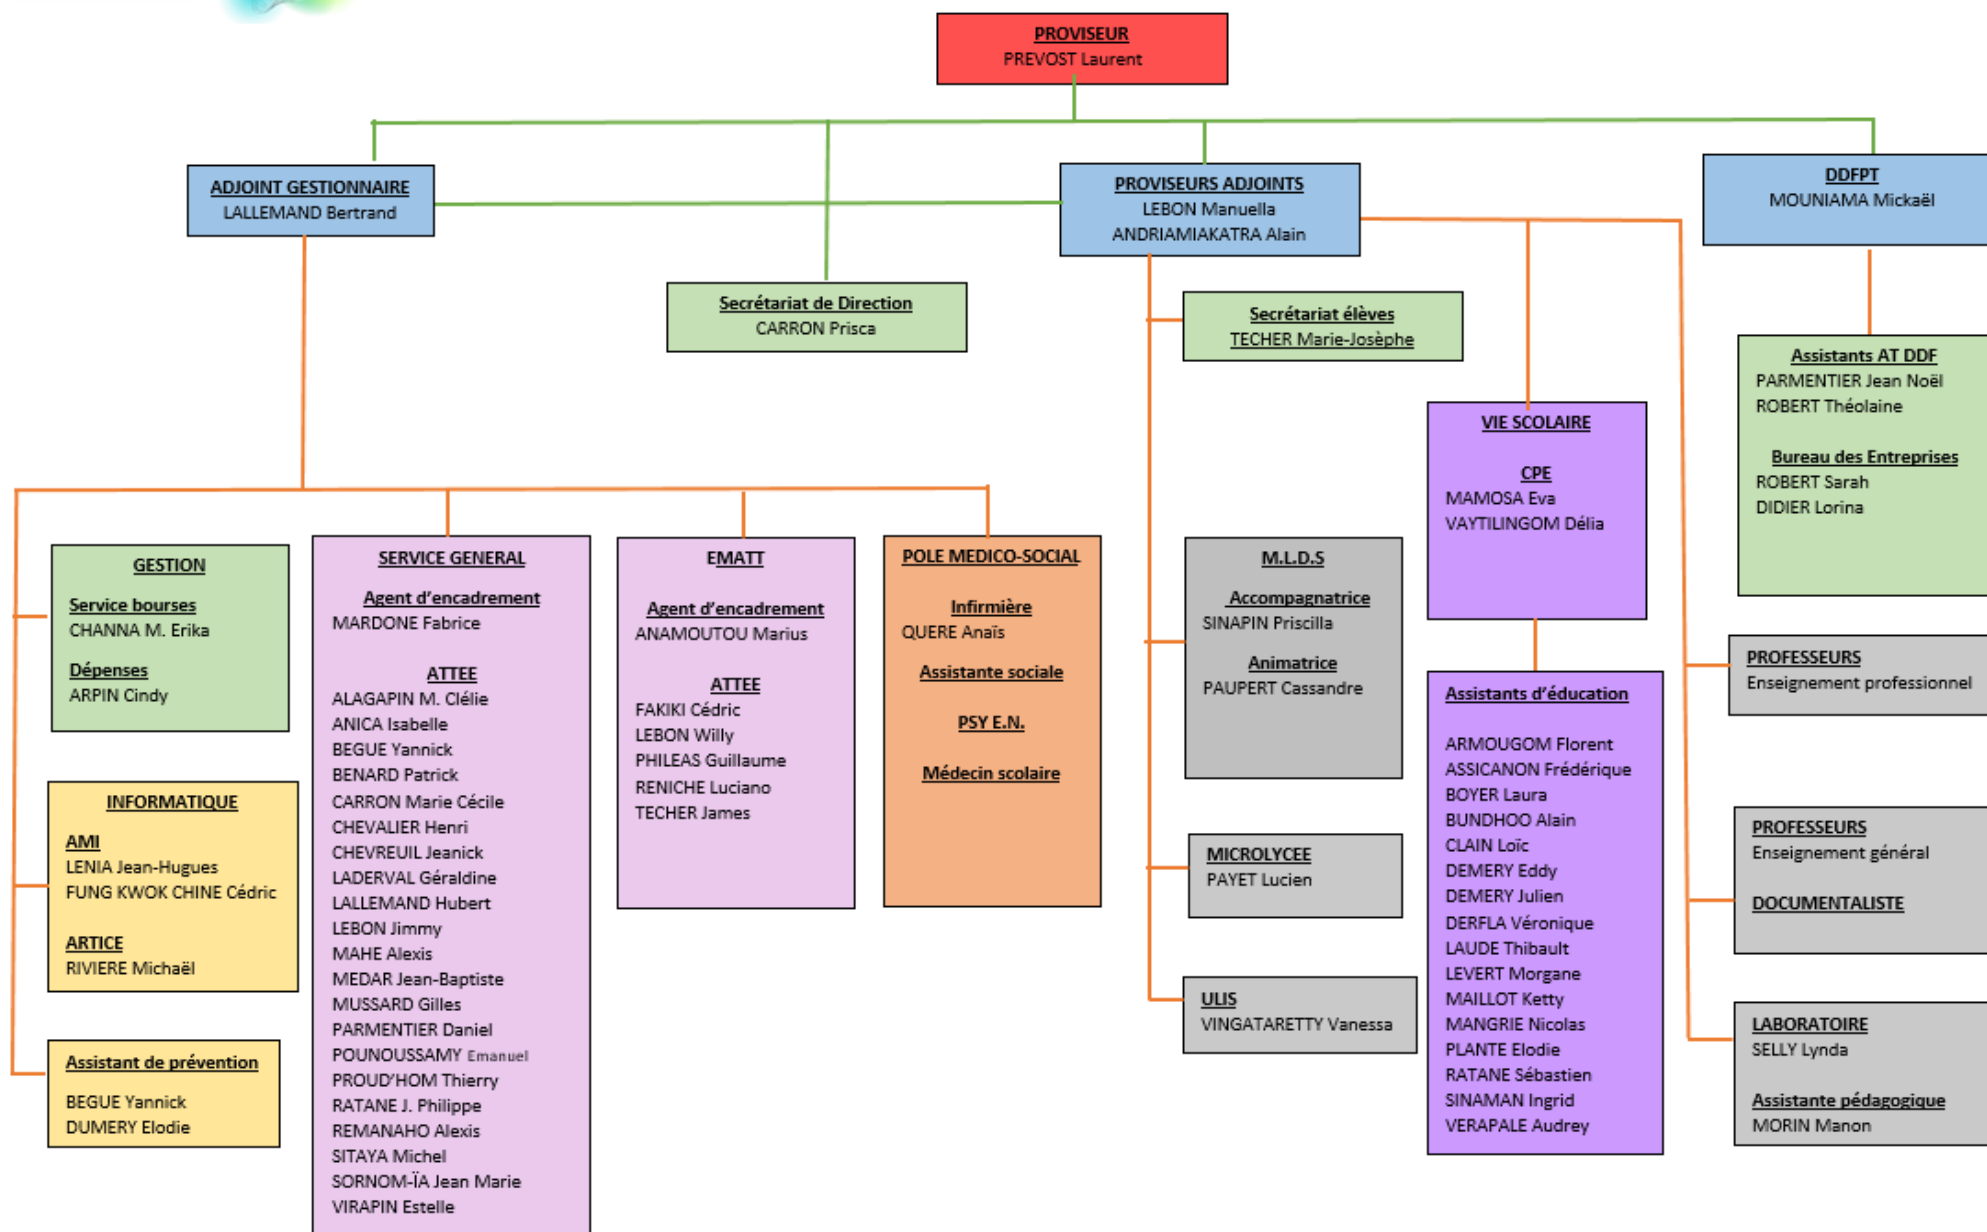 PROVISEUR
PREVOST Laurent
ADJOINT GESTIONNAIRE
LALLEMAND Bertrand
PROVISEURS ADJOINTS
LEBON Manuella
ANDRIAMIAKATRA Alain
DDFPT
MOUNIAMA Mickaël
Secrétariat de Direction
CARRON Prisca
Secrétariat élèves
TECHER Marie-Josèphe
Assistants AT DDF
PARMENTIER Jean Noël
ROBERT Théolaine
Bureau des Entreprises
ROBERT Sarah
DIDIER Lorina
VIE SCOLAIRE
CPE
MAMOSA Eva
VAYTILINGOM Délia
GESTION
Service bourses
CHANNA M. Erika
Dépenses
ARPIN Cindy
INFORMATIQUE
AMI
LENIA Jean-Hugues
FUNG KWOK CHINE Cédric
ARTICE
RIVIERE Michaël
Assistant de prévention
BEGUE Yannick
DUMERY Elodie
SERVICE GENERAL
Agent d'encadrement
MARDONE Fabrice
ATTEE
ALAGAPIN M. Clélie
ANICA Isabelle
BEGUE Yannick
BENARD Patrick
CARRON Marie Cécile
CHEVALIER Henri
CHEVREUIL Jeanick
LADERVAL Géraldine
LALLEMAND Hubert
LEBON Jimmy
MAHE Alexis
MEDAR Jean-Baptiste
MUSSARD Gilles
PARMENTIER Daniel
POUNOUSSAMY Emanuel
PROUD'HOM Thierry
RATANE J. Philippe
REMANAHO Alexis
SITAYA Michel
SORNOM-ÏA Jean Marie
VIRAPIN Estelle
EMATT
Agent d'encadrement
ANAMOUTOU Marius
ATTEE
FAKIKI Cédric
LEBON Willy
PHILEAS Guillaume
RENICHE Luciano
TECHER James
POLE MEDICO-SOCIAL
Infirmière
QUERE Anaïs
Assistante sociale
PSY E.N.
Médecin scolaire
M.L.D.S
Accompagnatrice
SINAPIN Priscilla
Animatrice
PAUPERT Cassandre
MICROLYCEE
PAYET Lucien
ULIS
VINGATARETTY Vanessa
Assistants d'éducation
ARMOUGOM Florent
ASSICANON Frédérique
BOYER Laura
BUNDHOO Alain
CLAIN Loïc
DEMERY Eddy
DEMERY Julien
DERFLA Véronique
LAUDE Thibault
LEVERT Morgane
MAILLOT Ketty
MANGRIE Nicolas
PLANTE Elodie
RATANE Sébastien
SINAMAN Ingrid
VERAPALE Audrey
PROFESSEURS
Enseignement professionnel
PROFESSEURS
Enseignement général
DOCUMENTALISTE
LABORATOIRE
SELLY Lynda
Assistante pédagogique
MORIN Manon